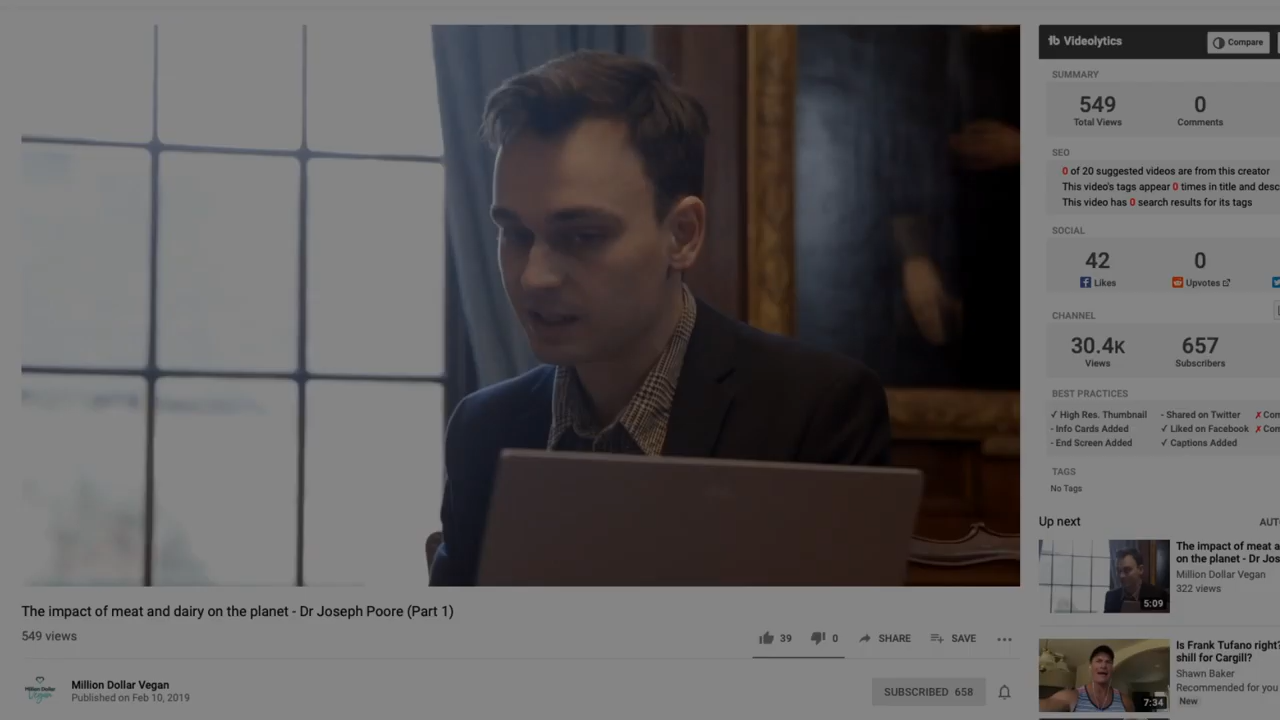 Videolytics
Compare
SUMMARY
549
0
Total Views
Comments
SEO
0 of 20 suggested videos are from this creator
This video's tags appear 0 times in title and desc
This video has 0 search results for its tags
SOCIAL
42
0
Likes
Upvotes
CHANNEL
30.4K
657
Views
Subscribers
BEST PRACTICES
✓ High Res. Thumbnail
- Shared on Twitter
✗ Com
- Info Cards Added
✓ Liked on Facebook
✗ Com
- End Screen Added
✓ Captions Added
TAGS
No Tags
Up next
AUT
The impact of meat a
on the planet - Dr Jos
Million Dollar Vegan
322 views
5:09
Is Frank Tufano right?
shill for Cargill?
Shawn Baker
Recommended for you
New
7:34
The impact of meat and dairy on the planet - Dr Joseph Poore (Part 1)
549 views
39
0
SHARE
SAVE
Million Dollar Vegan
Million Dollar Vegan
Published on Feb 10, 2019
SUBSCRIBED 658